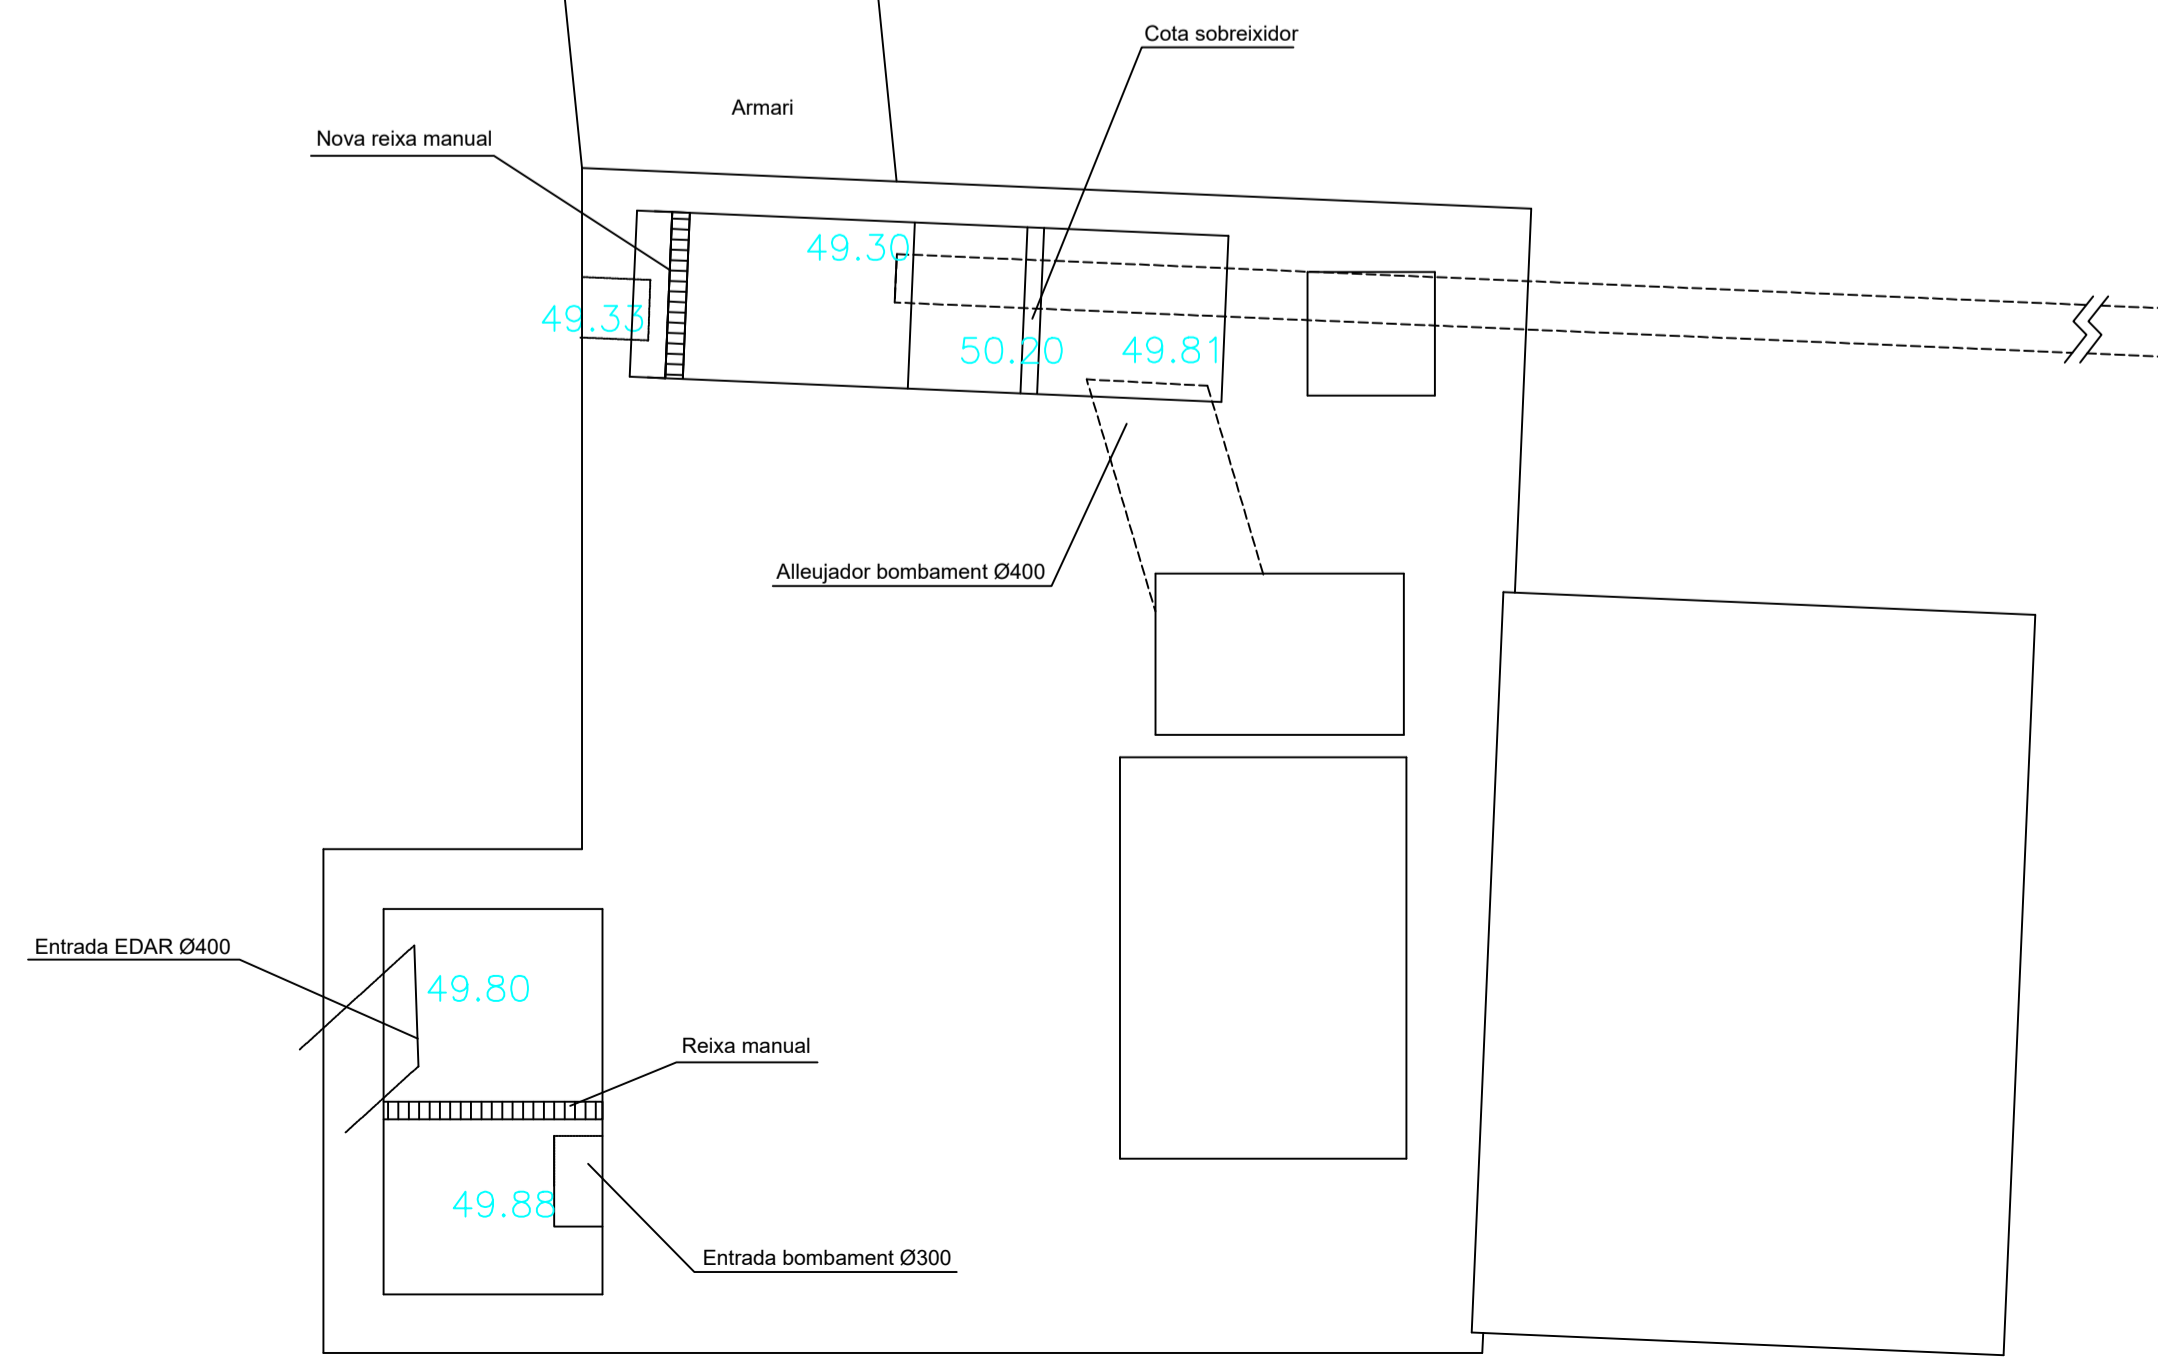 Cota sobreixidor
Armari
Nova reixa manual
49.30
49.33
50.20
49.81
Alleujador bombament Ø400
Entrada EDAR Ø400
49.80
Reixa manual
49.88
Entrada bombament Ø300